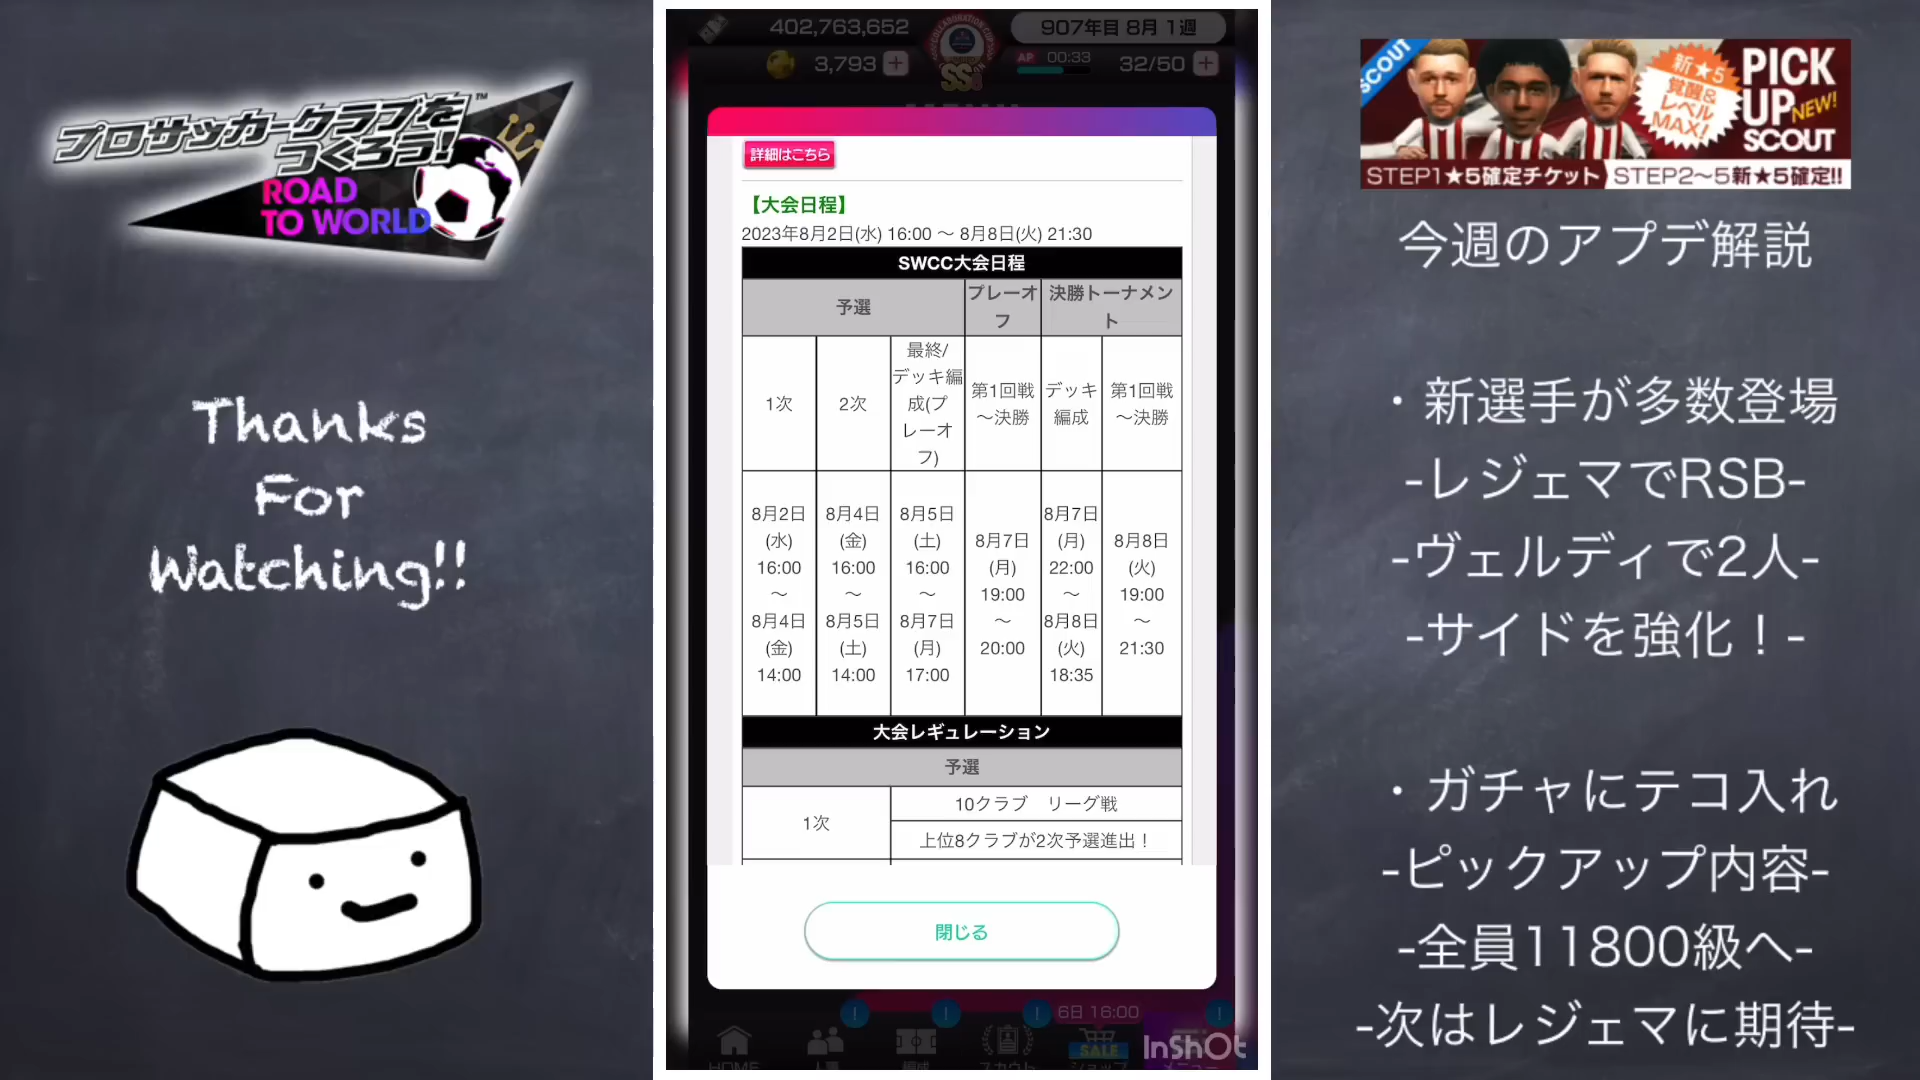 プロサッカークラブを
つくろう!
ROAD
TO WORLD
Thanks
For
Watching!!
402,763,652
907年目 8月 1週
3,793
AP 00:33
32/50
詳細はこちら
【大会日程】
2023年8月2日(水) 16:00 ～ 8月8日(火) 21:30
SWCC大会日程
予選
プレーオ
フ
決勝トーナメン
ト
1次
2次
最終/
デッキ編
成(プ
レーオ
フ)
第1回戦
～決勝
デッキ
編成
第1回戦
～決勝
8月2日
(水)
16:00
～
8月4日
(金)
14:00
8月4日
(金)
16:00
～
8月5日
(土)
14:00
8月5日
(土)
16:00
～
8月7日
(月)
17:00
8月7日
(月)
19:00
～
20:00
8月7日
(月)
22:00
～
8月8日
(火)
18:35
8月8日
(火)
19:00
～
21:30
大会レギュレーション
予選
1次
10クラブ　リーグ戦
上位8クラブが2次予選進出！
閉じる
6日 16:00
HOME
SALE
InShOt
SCOUT
新★5
覚醒&
レベル
MAX!
PICK
UP NEW!
SCOUT
STEP1★5確定チケット STEP2～5新★5確定!!
今週のアプデ解説
・新選手が多数登場
-レジェマでRSB-
-ヴェルディで2人-
-サイドを強化！-
・ガチャにテコ入れ
-ピックアップ内容-
-全員11800級へ-
-次はレジェマに期待-